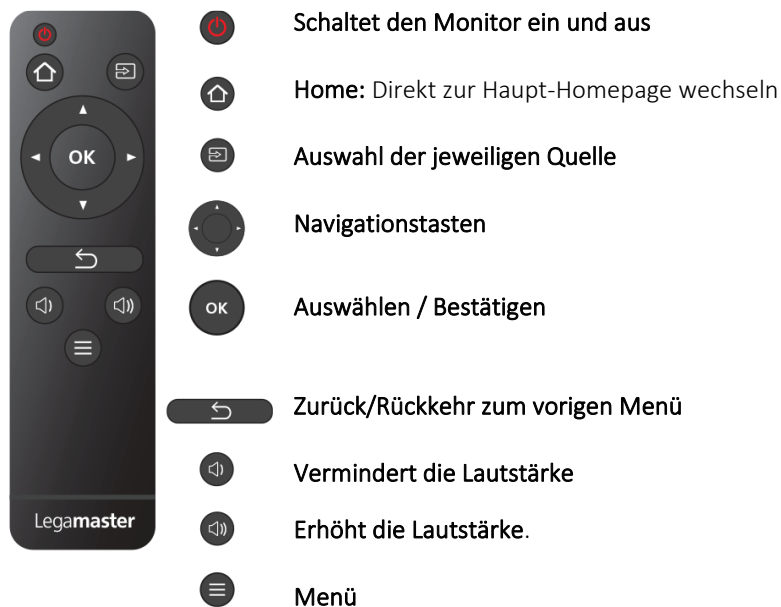 Schaltet den Monitor ein und aus
Home: Direkt zur Haupt-Homepage wechseln
Auswahl der jeweiligen Quelle
OK
Navigationstasten
OK
Auswählen / Bestätigen
Zurück/Rückkehr zum vorigen Menü
Vermindert die Lautstärke
Legamaster
Erhöht die Lautstärke.
Menü